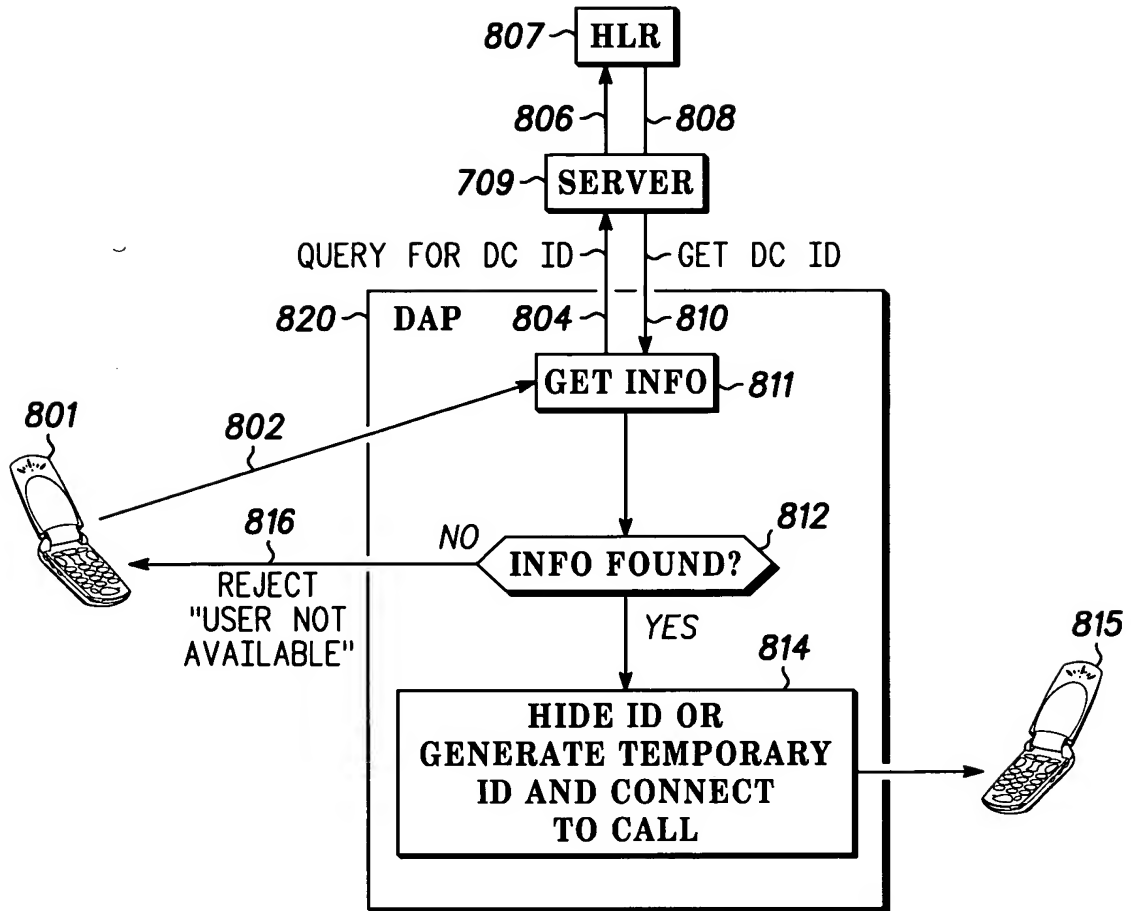 807
HLR
806
808
709
SERVER
QUERY FOR DC ID
GET DC ID
820
DAP
804
810
GET INFO
811
801
802
816
NO
812
INFO FOUND?
REJECT
"USER NOT
AVAILABLE"
YES
814
815
HIDE ID OR
GENERATE TEMPORARY
ID AND CONNECT
TO CALL